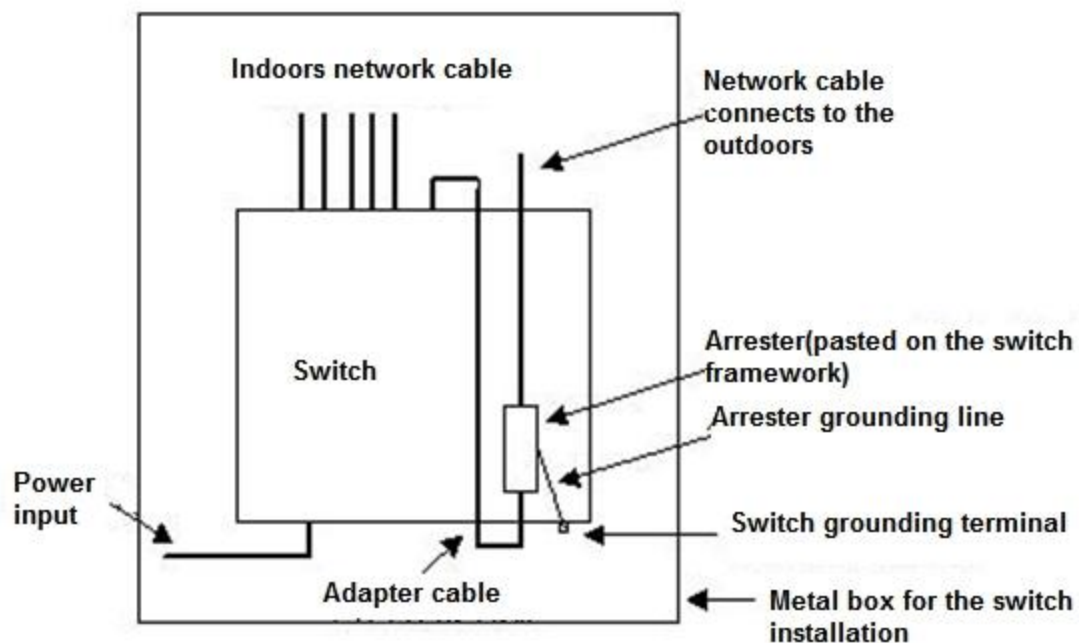 Indoors network cable
Network cable
connects to the
outdoors
Switch
Arrester(pasted on the switch
framework)
Arrester grounding line
Power
input
Switch grounding terminal
Adapter cable
Metal box for the switch
installation